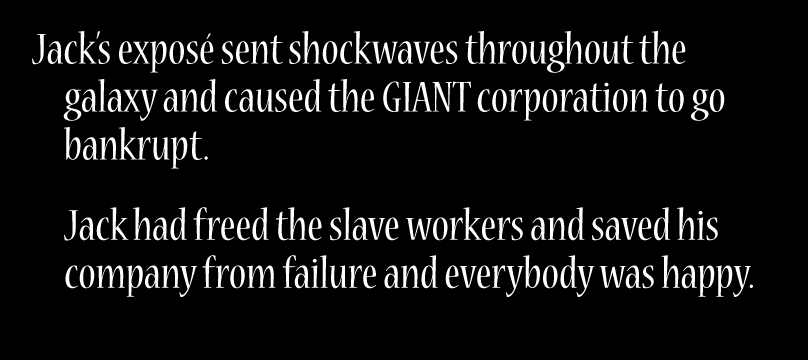 Jack's exposé sent shockwaves throughout the
galaxy and caused the GIANT corporation to go
bankrupt.
Jack had freed the slave workers and saved his
company from failure and everybody was happy.